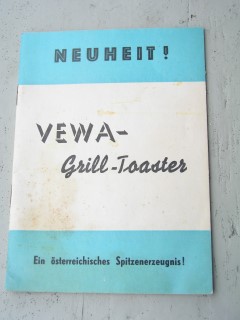 NEUHEIT!
VEWA-
Grill-Toaster
Ein österreichisches Spitzenerzeugnis!